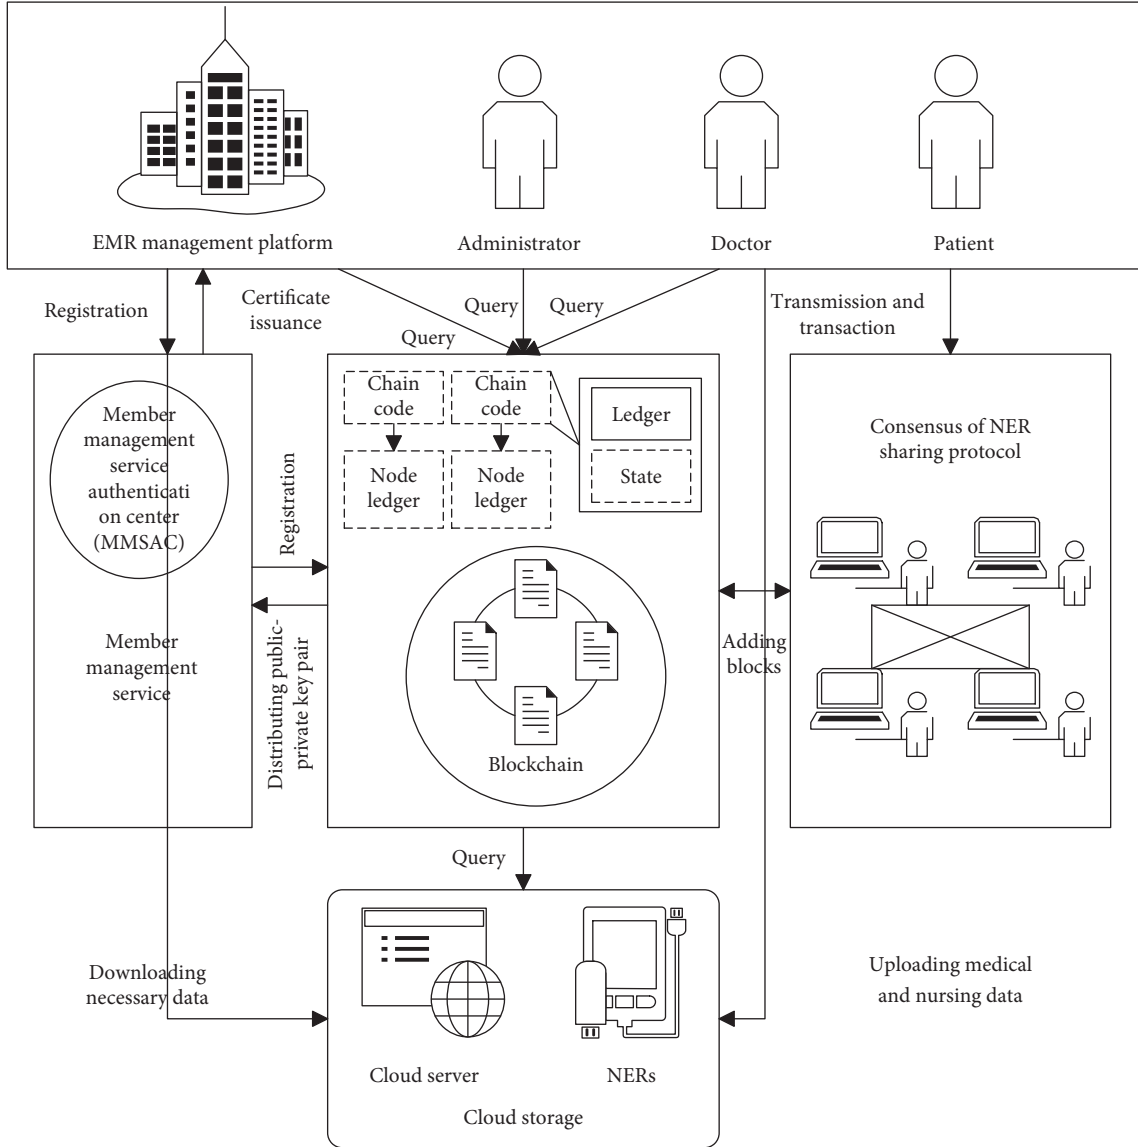 EMR management platform
Administrator
Doctor
Patient
Registration
Certificate
issuance
Query
Query
Query
Transmission and
transaction
Member
management
service
authenticati
on center
(MMSAC)
Member
management
service
Registration
Distributing public-
private key pair
Chain
code
Chain
code
Node
ledger
Node
ledger
Ledger
State
Blockchain
Adding
blocks
Consensus of NER
sharing protocol
Query
Downloading
necessary data
Uploading medical
and nursing data
Cloud server
NERs
Cloud storage